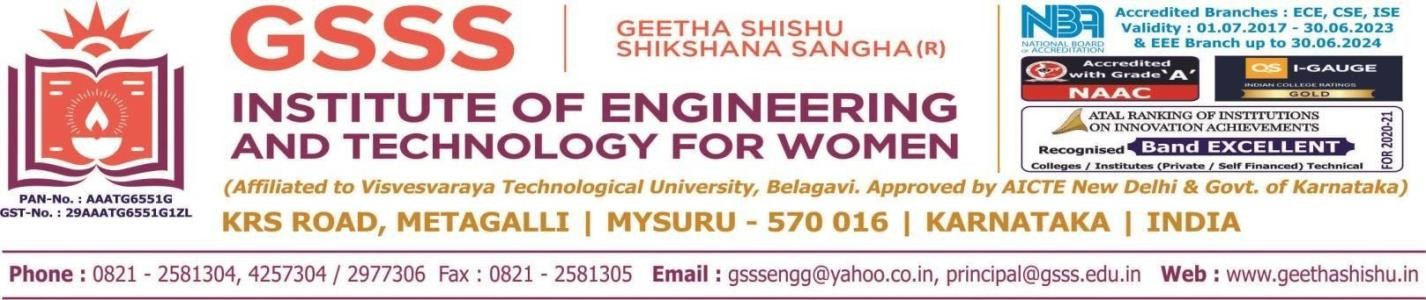 GSSS
GEETHA SHISHU
SHIKSHANA SANGHA (R)
INSTITUTE OF ENGINEERING
AND TECHNOLOGY FOR WOMEN
PAN-No. : AAATG6551G
GST-No. : 29AAATG6551G1ZL
NBA
NATIONAL BOARD
of ACCREDITATION
Accredited Branches : ECE, CSE, ISE
Validity : 01.07.2017 - 30.06.2023
& EEE Branch up to 30.06.2024
Accredited
with Grade 'A'
NAAC
QS I-GAUGE
INDIAN COLLEGE RATINGS
GOLD
ATAL RANKING OF INSTITUTIONS
ON INNOVATION ACHIEVEMENTS
Recognised Band EXCELLENT
Colleges / Institutes (Private / Self Financed) Technical
FOR 2020-21
(Affiliated to Visvesvaraya Technological University, Belagavi. Approved by AICTE New Delhi & Govt. of Karnataka)
KRS ROAD, METAGALLI | MYSURU - 570 016 | KARNATAKA | INDIA
Phone : 0821 - 2581304, 4257304 / 2977306 Fax : 0821 - 2581305 Email : gsssengg@yahoo.co.in, principal@gsss.edu.in Web : www.geethashishu.in